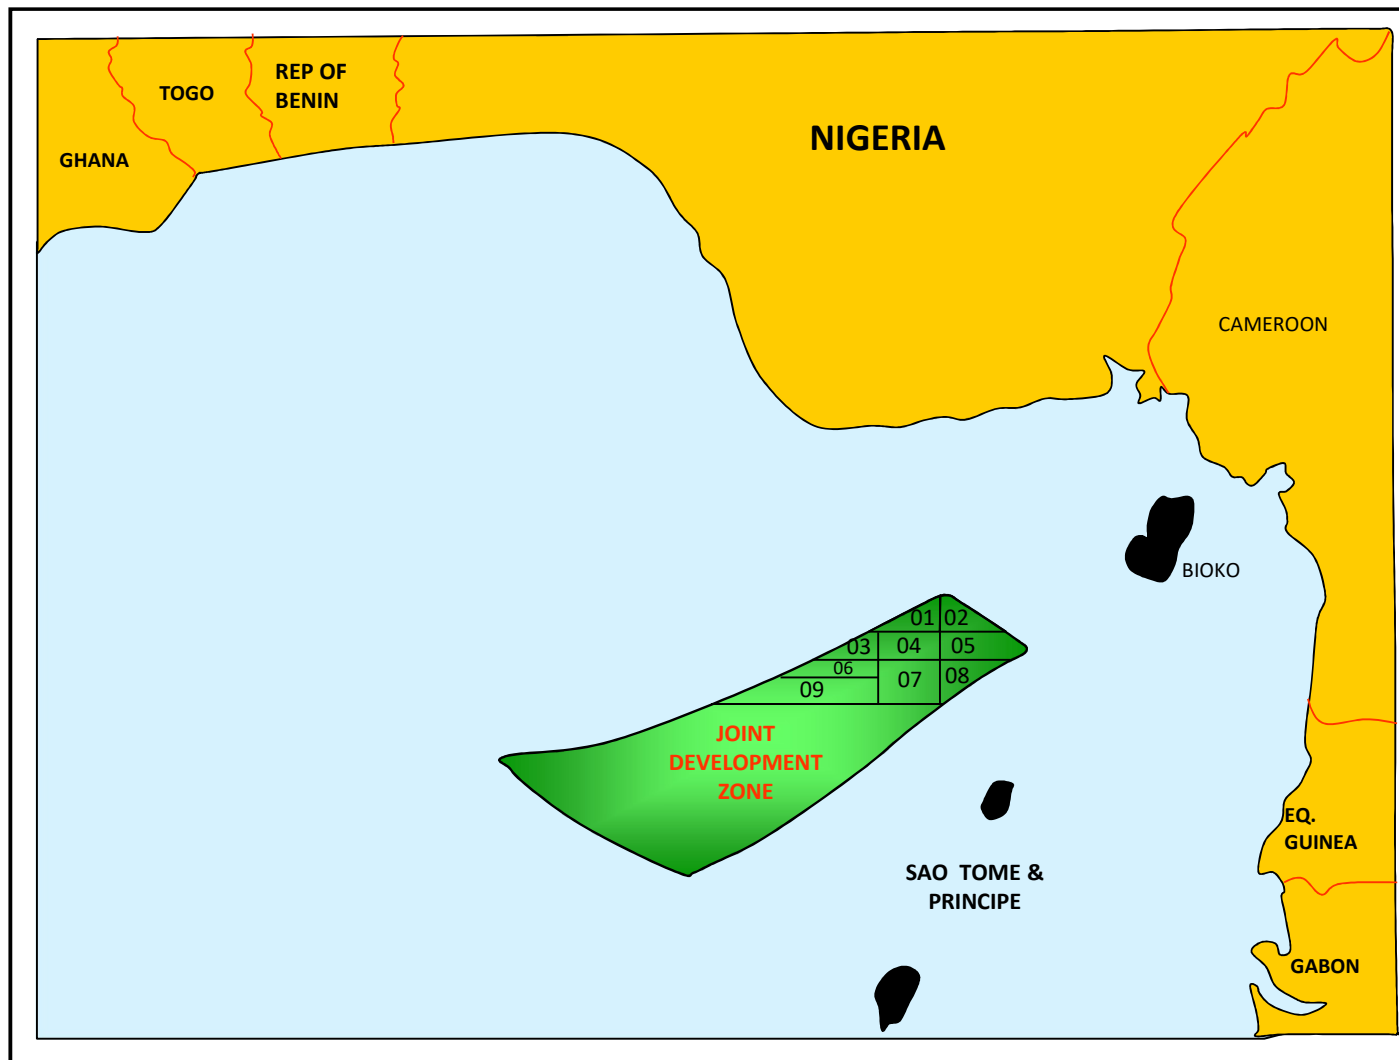 REP OF
BENIN
TOGO
GHANA
NIGERIA
CAMEROON
BIOKO
01
02
03
04
05
06
07
08
09
JOINT
DEVELOPMENT
ZONE
EQ.
GUINEA
SAO TOME &
PRINCIPE
GABON